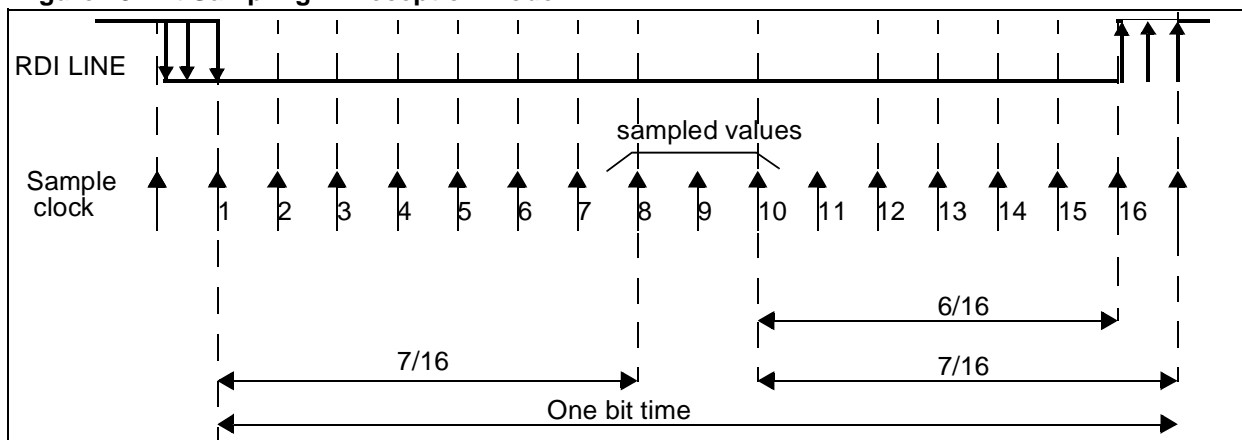 RDI LINE
sampled values
Sample
clock
1 2 3 4 5 6 7 8 9 10 11 12 13 14 15 16
6/16
7/16 7/16
One bit time